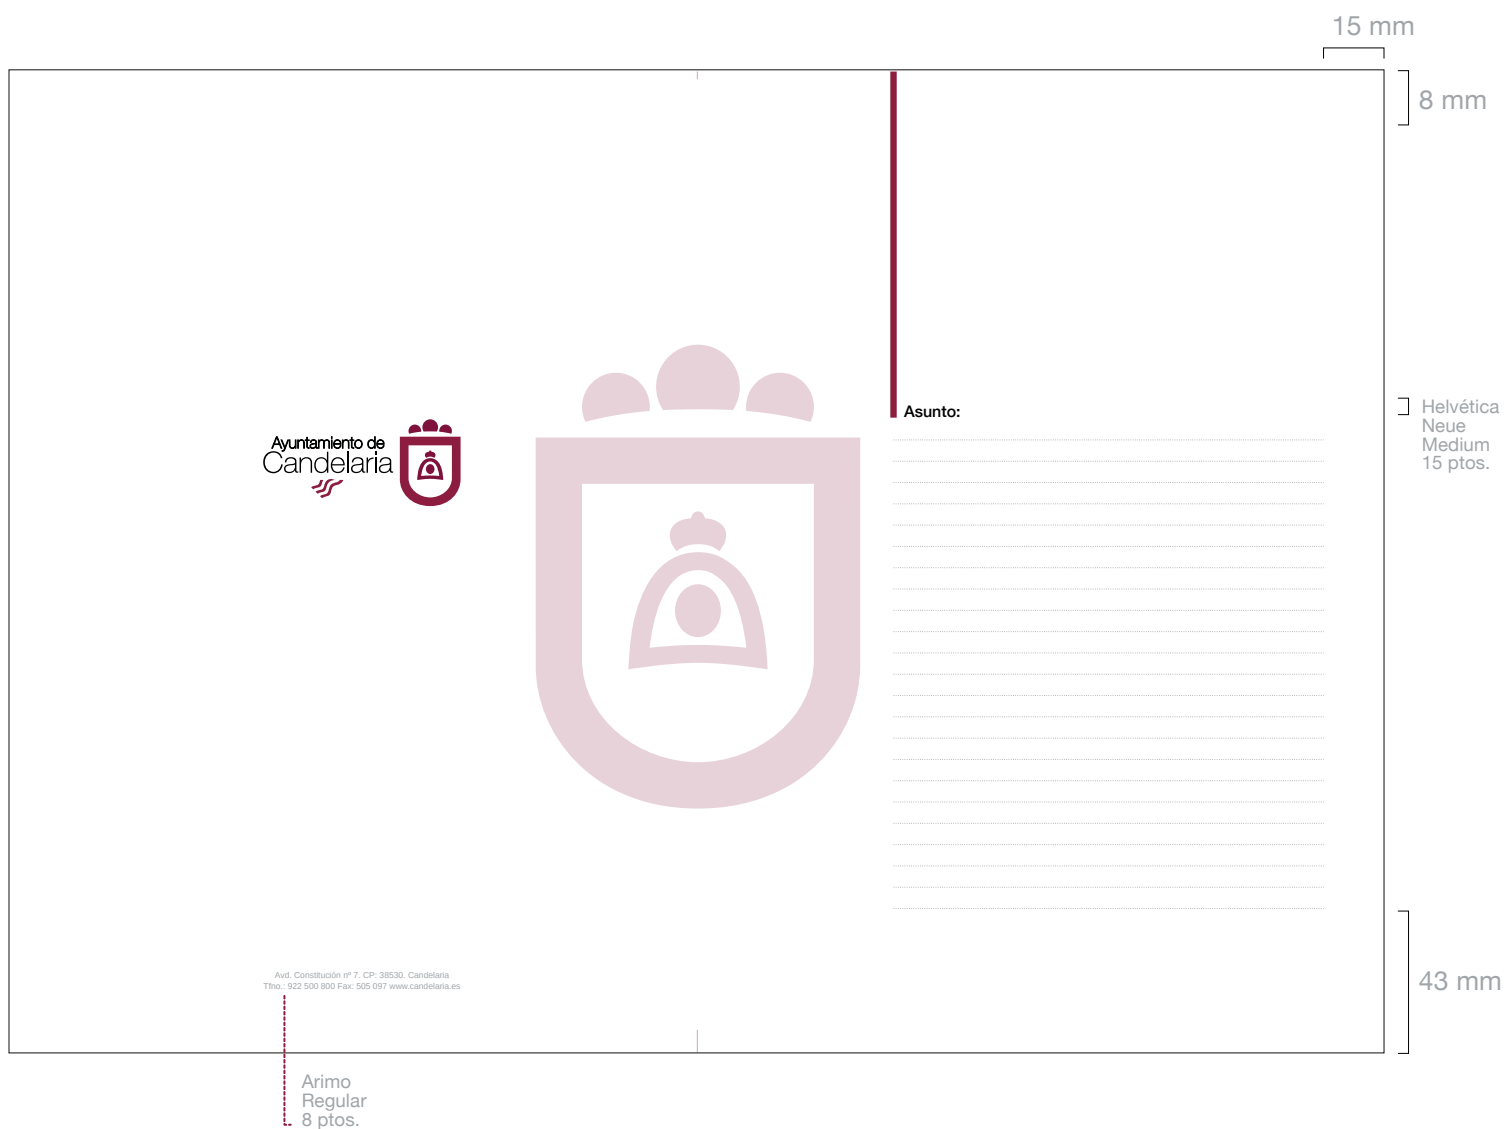 15 mm
8 mm
Asunto:
Helvética
Neue
Medium
15 ptos.
Ayuntamiento de
Candelaria
Avd. Constitución nº 7. CP: 38530. Candelaria
Tfno.: 922 500 800 Fax: 505 097 www.candelaria.es
43 mm
Arimo
Regular
8 ptos.